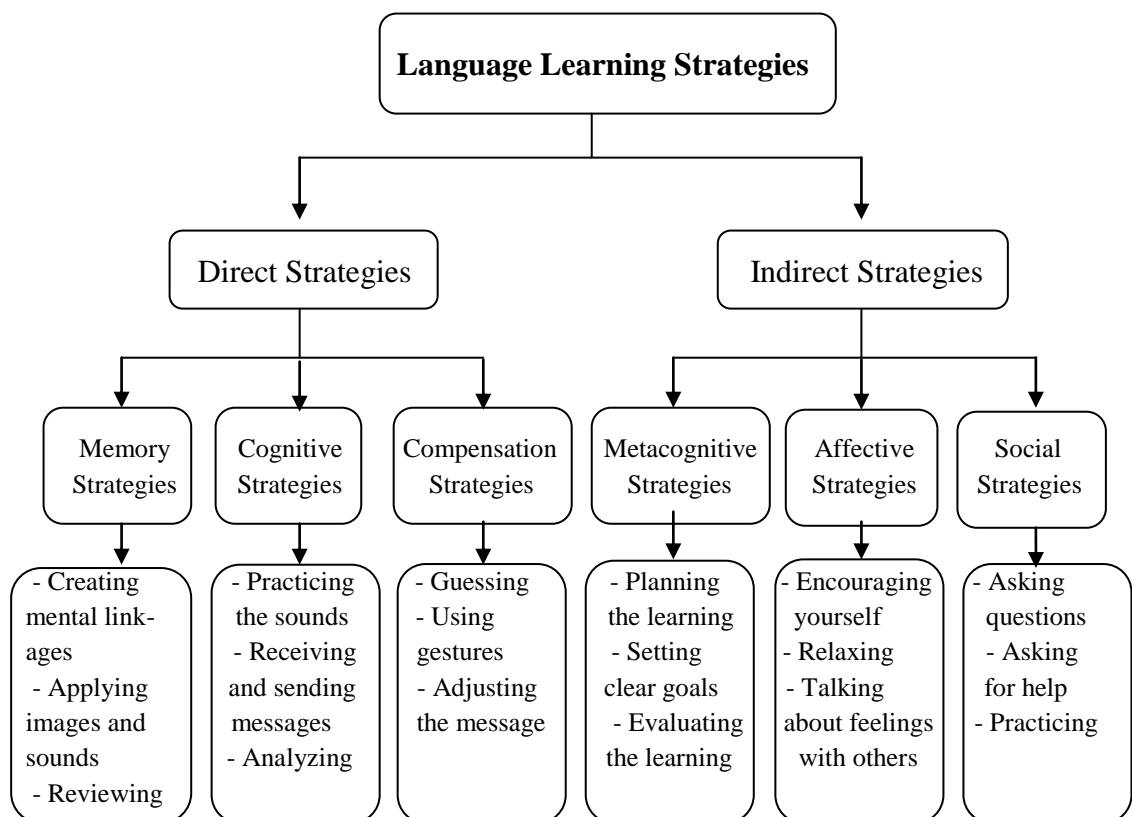 Language Learning Strategies
Direct Strategies
Indirect Strategies
Memory
Strategies
Cognitive
Strategies
Compensation
Strategies
Metacognitive
Strategies
Affective
Strategies
Social
Strategies
- Creating
mental link-
ages
- Applying
images and
sounds
- Reviewing
- Practicing
the sounds
- Receiving
and sending
messages
- Analyzing
- Guessing
- Using
gestures
- Adjusting
the message
- Planning
the learning
- Setting
clear goals
- Evaluating
the learning
- Encouraging
yourself
- Relaxing
- Talking
about feelings
with others
- Asking
questions
- Asking
for help
- Practicing